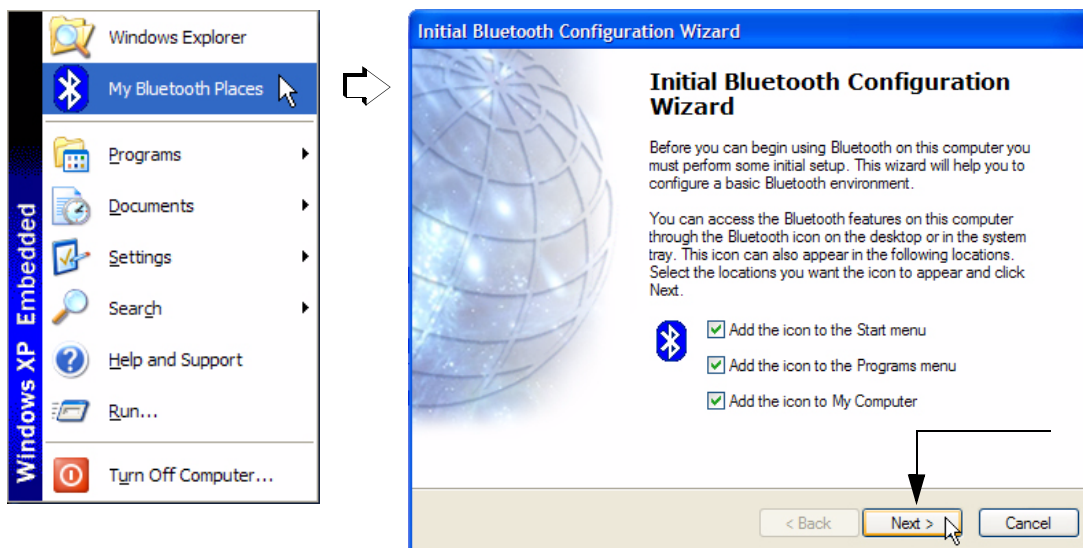 Windows XP Embedded
Windows Explorer
My Bluetooth Places
Programs
Documents
Settings
Search
Help and Support
Run...
Turn Off Computer...
Initial Bluetooth Configuration Wizard
Initial Bluetooth Configuration
Wizard
Before you can begin using Bluetooth on this computer you
must perform some initial setup. This wizard will help you to
configure a basic Bluetooth environment.
You can access the Bluetooth features on this computer
through the Bluetooth icon on the desktop or in the system
tray. This icon can also appear in the following locations.
Select the locations you want the icon to appear and click
Next.
Add the icon to the Start menu
Add the icon to the Programs menu
Add the icon to My Computer
< Back
Next >
Cancel